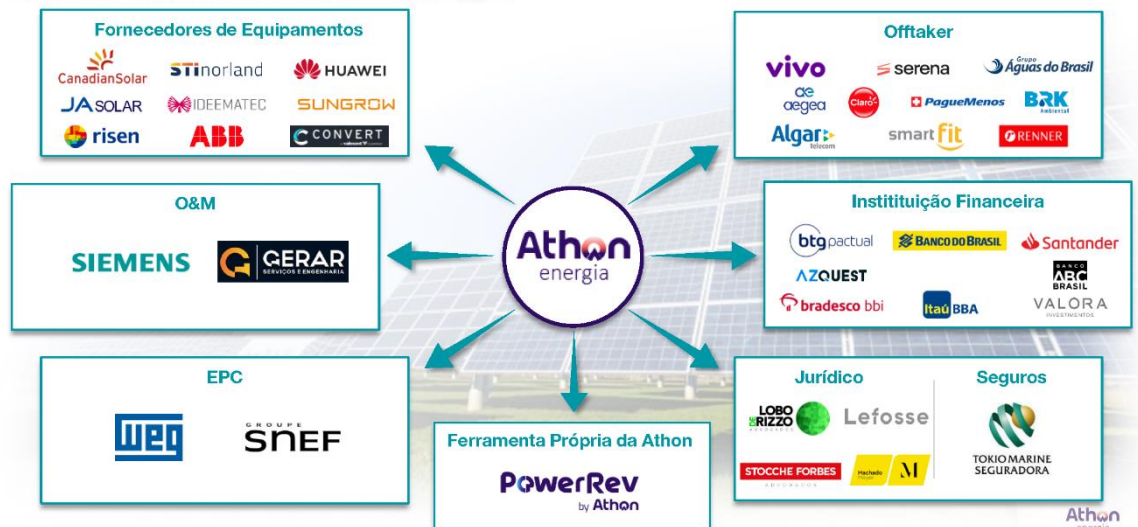 Fornecedores de Equipamentos
CanadianSolar
STInorland
HUAWEI
JA SOLAR
IDEEMATEC
SUNGROW
risen
ABB
CONVERT
Offtaker
vivo
serena
Grupo
Águas do Brasil
ae
aegea
Claro
PagueMenos
BRK
Ambiental
Algar
telecom
smart fit
RENNER
O&M
SIEMENS
G GERAR
SERVIÇOS E ENGENHARIA
Athon
energia
Institituição Financeira
btg pactual
BANCO DO BRASIL
Santander
AZQUEST
BANCO
ABC
BRASIL
bradesco bbi
Itaú BBA
VALORA
INVESTIMENTOS
EPC
weg
GROUPE
SNEF
Ferramenta Própria da Athon
PowerRev
by Athon
Jurídico
LOBO
DE RIZZO
ADVOGADOS
Lefosse
STOCCHE FORBES
ADVOGADOS
Machado
Meyer
M
Seguros
TOKIO MARINE
SEGURADORA
Athon
energia